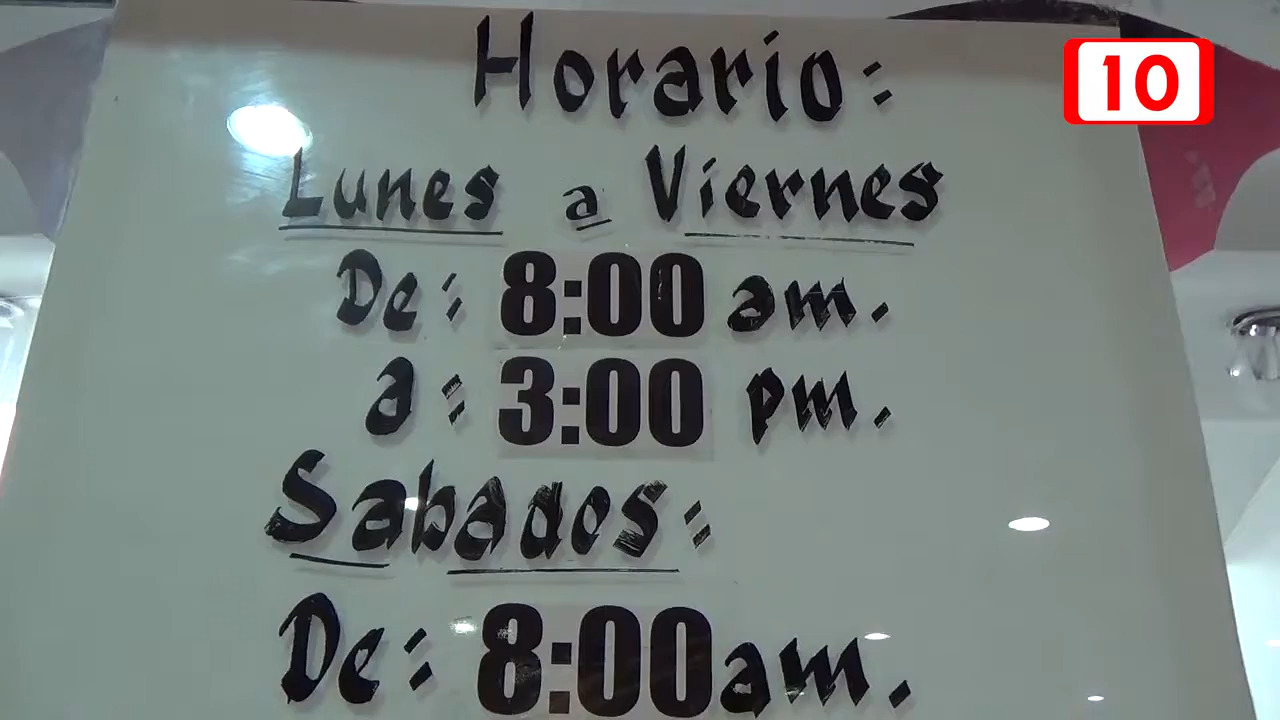 10
Horario:
Lunes a Viernes
De: 8:00 am.
a: 3:00 pm.
Sabados:
De: 8:00am.